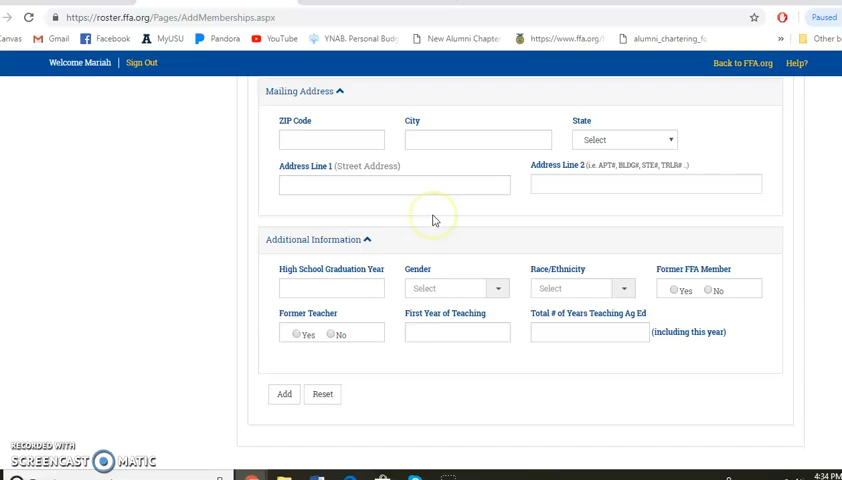 https://roster.ffa.org/Pages/AddMemberships.aspx
Paused
Canvas Gmail Facebook MyUSU Pandora YouTube YNAB. Personal Budg New Alumni Chapter https://www.ffa.org/ alumni_chartering_fo » Other b
Welcome Mariah Sign Out Back to FFA.org Help?
Mailing Address
ZIP Code City State
Select
Address Line 1 (Street Address) Address Line 2 (i.e. APT#, BLDG#, STE#, TRLR# ..)
Additional Information
High School Graduation Year Gender Race/Ethnicity Former FFA Member
Select Select Yes No
Former Teacher First Year of Teaching Total # of Years Teaching Ag Ed
Yes No (including this year)
Add Reset
RECORDED WITH
SCREENCAST MATIC
4:34 PM